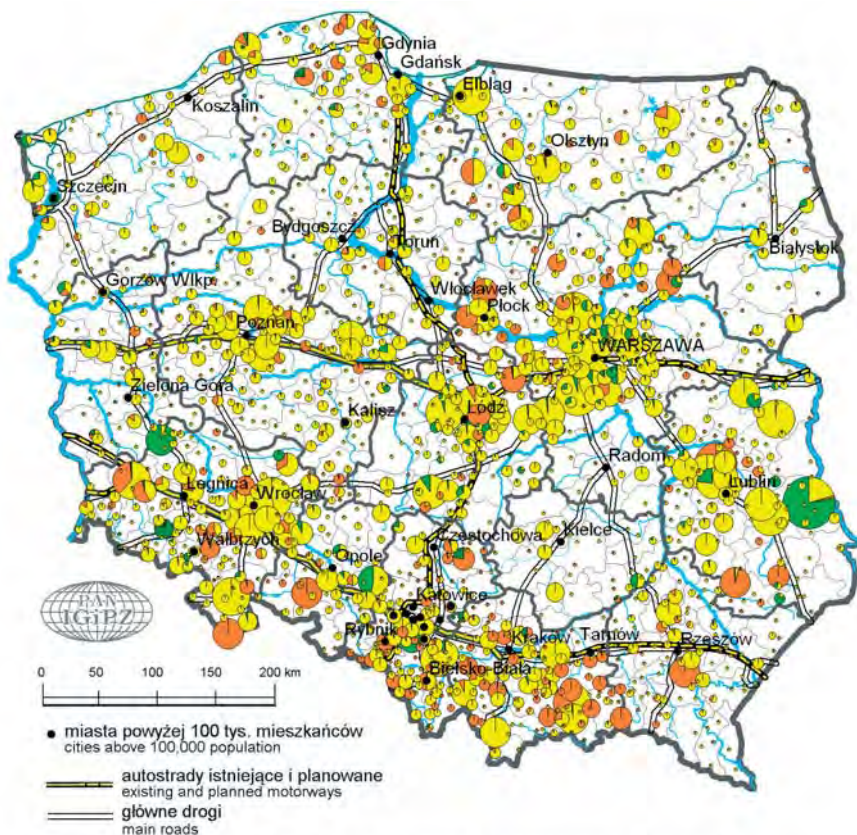 Gdynia
Gdańsk
Elbląg
Koszalin
Olsztyn
Szczecin
Bydgoszcz
Białystok
Toruń
Gorzów Wlkp.
Włocławek
Płock
Poznań
WARSZAWA
Zielona Góra
Kalisz
Łódź
Radom
Legnica
Lublin
Wrocław
Wałbrzych
Częstochowa
Kielce
Opole
PAN
IGiPZ
Katowice
Rybnik
Kraków
Tarnów
Rzeszów
Bielsko-Biała
0 50 100 150 200 km
miasta powyżej 100 tys. mieszkańców
cities above 100,000 population
autostrady istniejące i planowane
existing and planned motorways
główne drogi
main roads